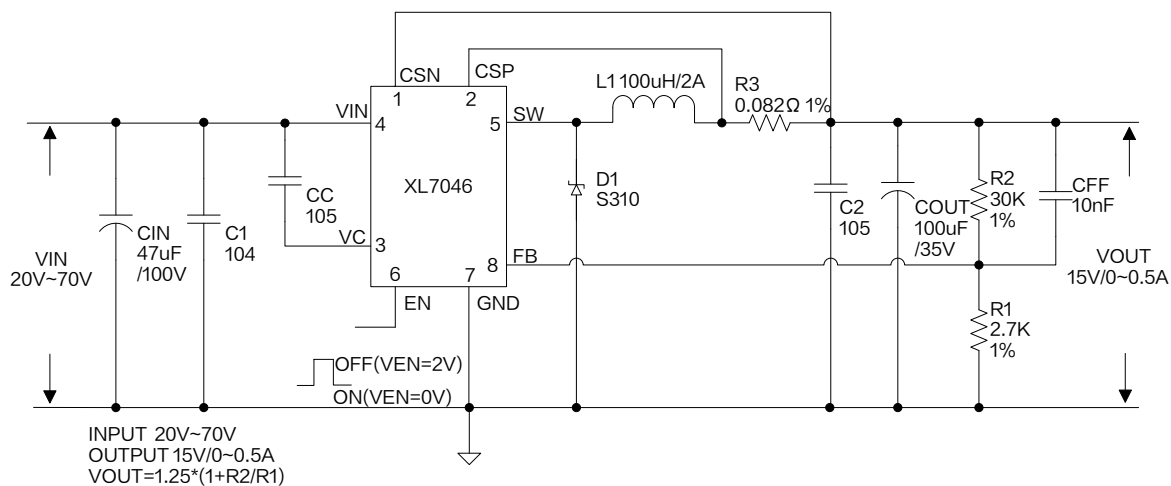 CSN
CSP
1
2
VIN
4
5
SW
L1 100uH/2A
R3
0.082Ω 1%
XL7046
CC
105
VC
3
D1
S310
C2
105
COUT
100uF
/35V
R2
30K
1%
CFF
10nF
CIN
47uF
/100V
C1
104
VIN
20V~70V
8
FB
6
7
EN
GND
VOUT
15V/0~0.5A
R1
2.7K
1%
OFF(VEN=2V)
ON(VEN=0V)
INPUT 20V~70V
OUTPUT 15V/0~0.5A
VOUT=1.25*(1+R2/R1)